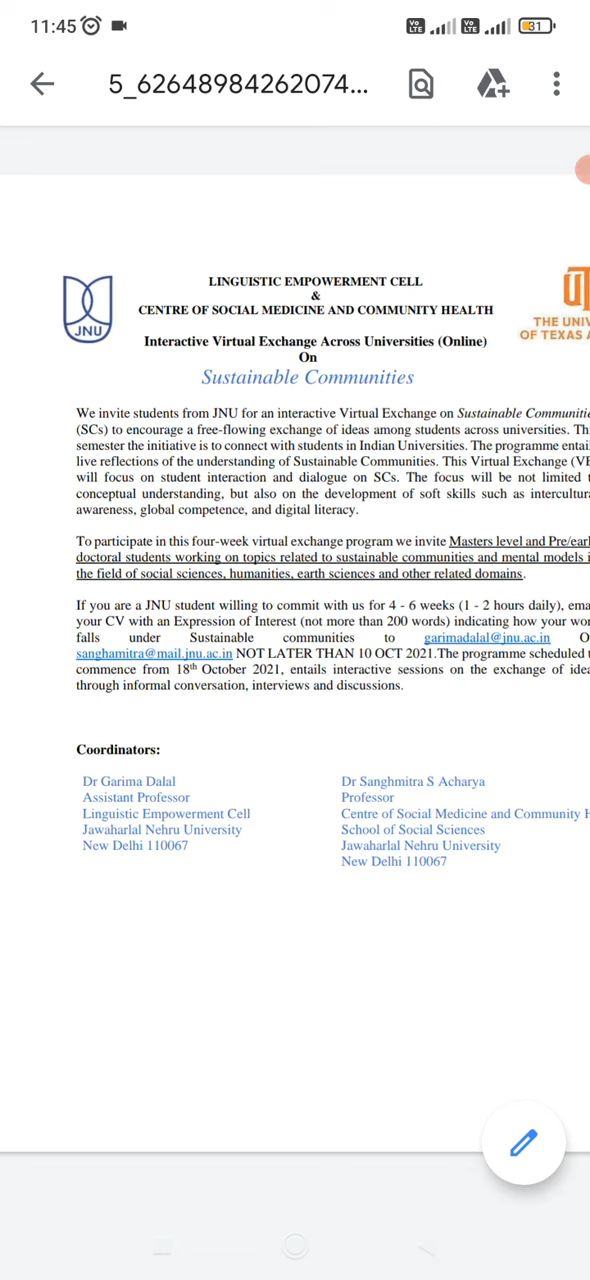 11:45
Vo LTE Vo LTE 31
5_62648984262074...
LINGUISTIC EMPOWERMENT CELL
&
CENTRE OF SOCIAL MEDICINE AND COMMUNITY HEALTH
JNU
THE UNIV
OF TEXAS A
Interactive Virtual Exchange Across Universities (Online)
On
Sustainable Communities
We invite students from JNU for an interactive Virtual Exchange on Sustainable Communitie
(SCs) to encourage a free-flowing exchange of ideas among students across universities. Th
semester the initiative is to connect with students in Indian Universities. The programme entai
live reflections of the understanding of Sustainable Communities. This Virtual Exchange (VE
will focus on student interaction and dialogue on SCs. The focus will be not limited t
conceptual understanding, but also on the development of soft skills such as intercultura
awareness, global competence, and digital literacy.
To participate in this four-week virtual exchange program we invite Masters level and Pre/earl
doctoral students working on topics related to sustainable communities and mental models i
the field of social sciences, humanities, earth sciences and other related domains.
If you are a JNU student willing to commit with us for 4 - 6 weeks (1 - 2 hours daily), ema
your CV with an Expression of Interest (not more than 200 words) indicating how your wor
falls under Sustainable communities to garimadalal@jnu.ac.in O
sanghamitra@mail.jnu.ac.in NOT LATER THAN 10 OCT 2021.The programme scheduled t
commence from 18th October 2021, entails interactive sessions on the exchange of idea
through informal conversation, interviews and discussions.
Coordinators:
Dr Garima Dalal
Assistant Professor
Linguistic Empowerment Cell
Jawaharlal Nehru University
New Delhi 110067
Dr Sanghmitra S Acharya
Professor
Centre of Social Medicine and Community H
School of Social Sciences
Jawaharlal Nehru University
New Delhi 110067